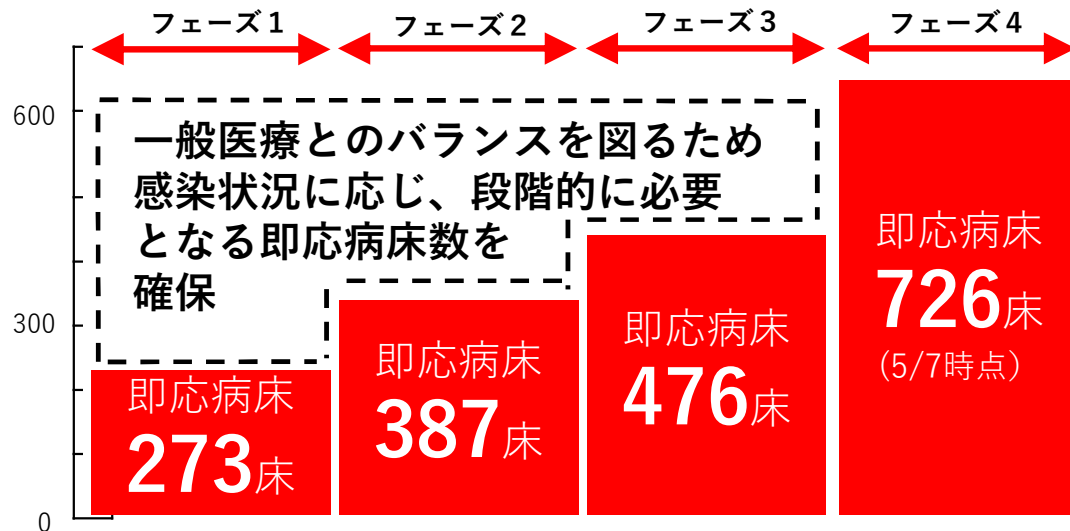 フェーズ１
フェーズ２
フェーズ３
フェーズ４
600
300
0
一般医療とのバランスを図るため
感染状況に応じ、段階的に必要
となる即応病床数を
確保
即応病床
273床
即応病床
387床
即応病床
476床
即応病床
726床
(5/7時点)